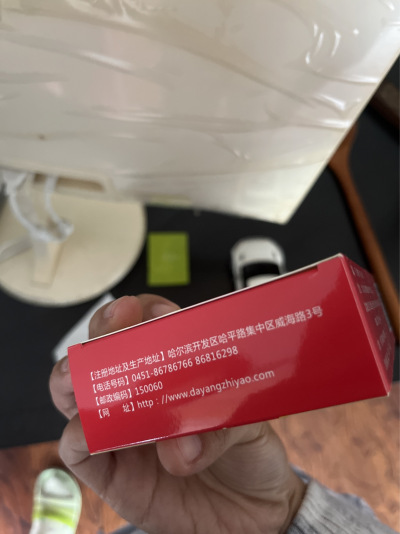 【注册地址及生产地址】哈尔滨开发区哈平路集中区威海路3号
【电话号码】0451-86786766 86816298
【邮政编码】150060
【网　　址】http：//www.dayangzhiyao.com